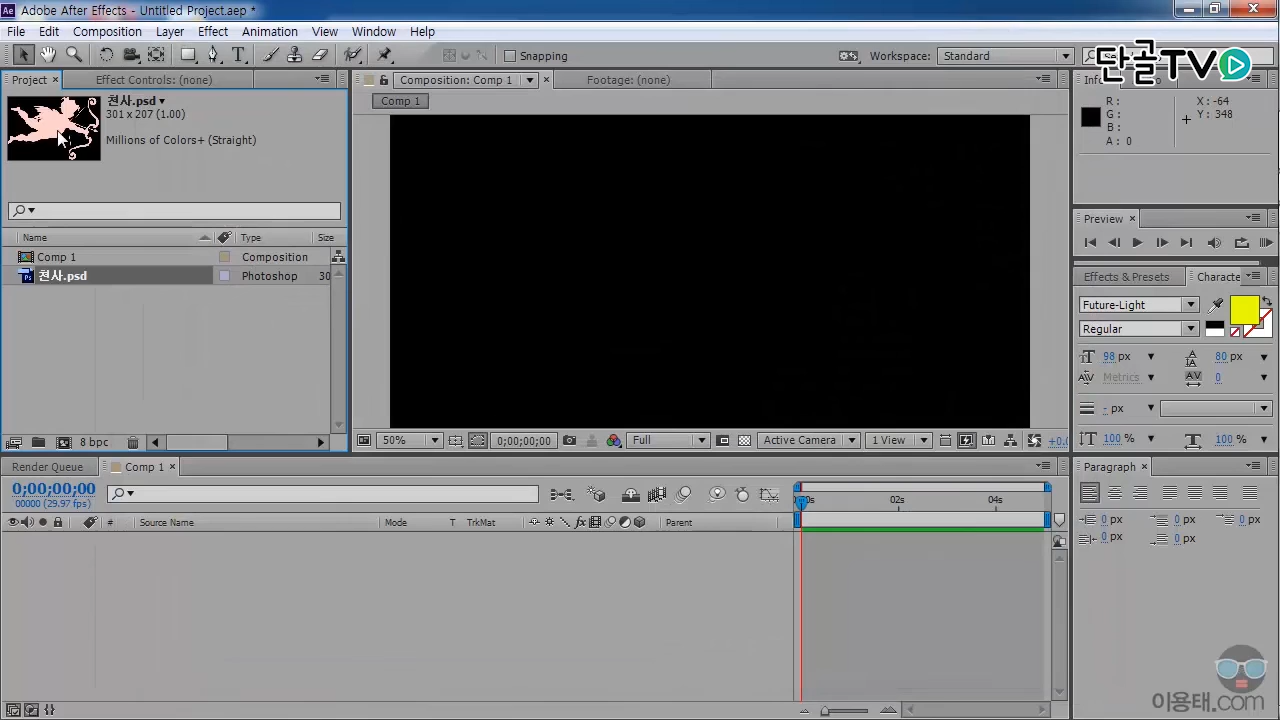 Adobe After Effects - Untitled Project.aep *
File Edit Composition Layer Effect Animation View Window Help
Snapping
Workspace: Standard
단골TV
Project Effect Controls: (none)
Composition: Comp 1 Footage: (none)
천사.psd
301 x 207 (1.00)
Millions of Colors+ (Straight)
Comp 1
R:
G:
B:
A: 0
X: -64
Y: 348
Preview
Name Type Size
Comp 1 Composition
천사.psd Photoshop 30
Effects & Presets Characte
Future-Light
Regular
98 px 80 px
Metrics 0
- px
100 % 100 %
8 bpc
50% 0;00;00;00 Full Active Camera 1 View +0.0
Render Queue Comp 1
0;00;00;00
00000 (29.97 fps)
02s 04s
# Source Name Mode T TrkMat Parent
Paragraph
0 px 0 px 0 px
0 px 0 px
이용태.com